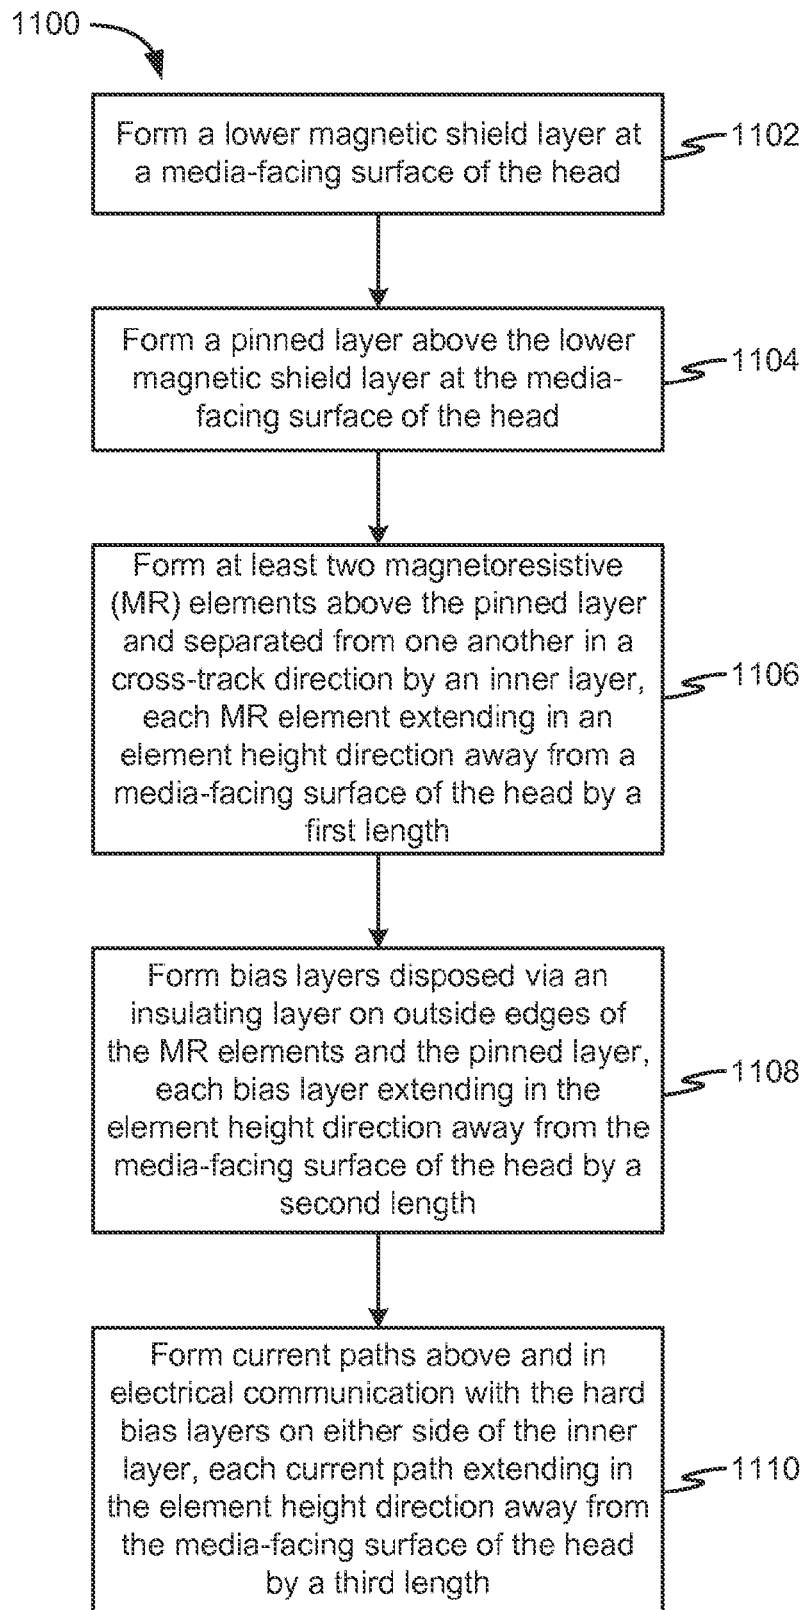 1100
Form a lower magnetic shield layer at
a media-facing surface of the head
1102
Form a pinned layer above the lower
magnetic shield layer at the media-
facing surface of the head
1104
Form at least two magnetoresistive
(MR) elements above the pinned layer
and separated from one another in a
cross-track direction by an inner layer,
each MR element extending in an
element height direction away from a
media-facing surface of the head by a
first length
1106
Form bias layers disposed via an
insulating layer on outside edges of
the MR elements and the pinned layer,
each bias layer extending in the
element height direction away from the
media-facing surface of the head by a
second length
1108
Form current paths above and in
electrical communication with the hard
bias layers on either side of the inner
layer, each current path extending in
the element height direction away from
the media-facing surface of the head
by a third length
1110